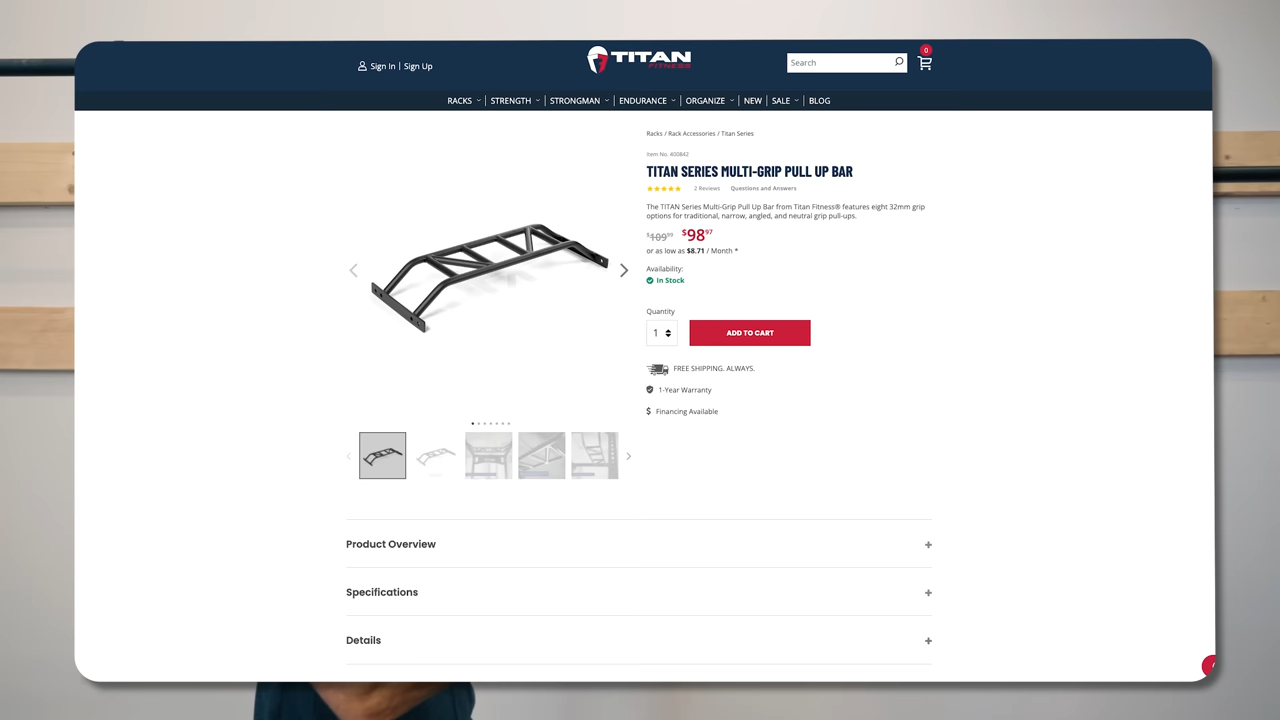 Sign In | Sign Up
TITAN
FITNESS
Search
0
RACKS
STRENGTH
STRONGMAN
ENDURANCE
ORGANIZE
NEW
SALE
BLOG
Racks / Rack Accessories / Titan Series
Item No. 400842
TITAN SERIES MULTI-GRIP PULL UP BAR
2 Reviews
Questions and Answers
The TITAN Series Multi-Grip Pull Up Bar from Titan Fitness® features eight 32mm grip
options for traditional, narrow, angled, and neutral grip pull-ups.
$109.99 $98.97
or as low as $8.71 / Month *
Availability:
In Stock
Quantity
1
ADD TO CART
FREE SHIPPING. ALWAYS.
1-Year Warranty
$ Financing Available
Product Overview +
Specifications +
Details +